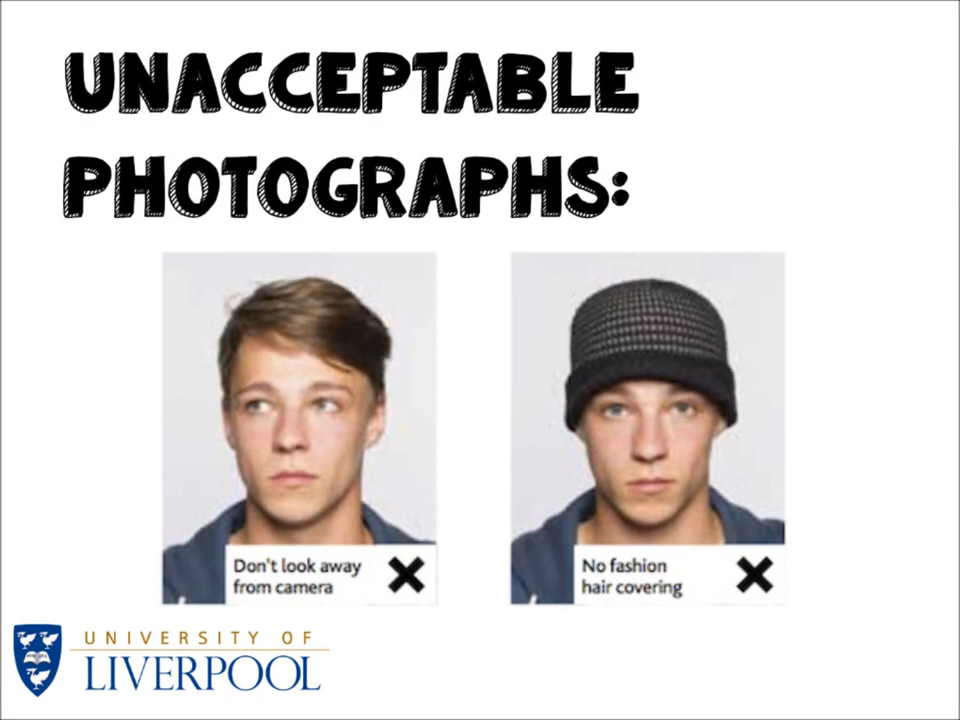 UNACCEPTABLE
PHOTOGRAPHS:
Don't look away
from camera
No fashion
hair covering
UNIVERSITY OF
LIVERPOOL